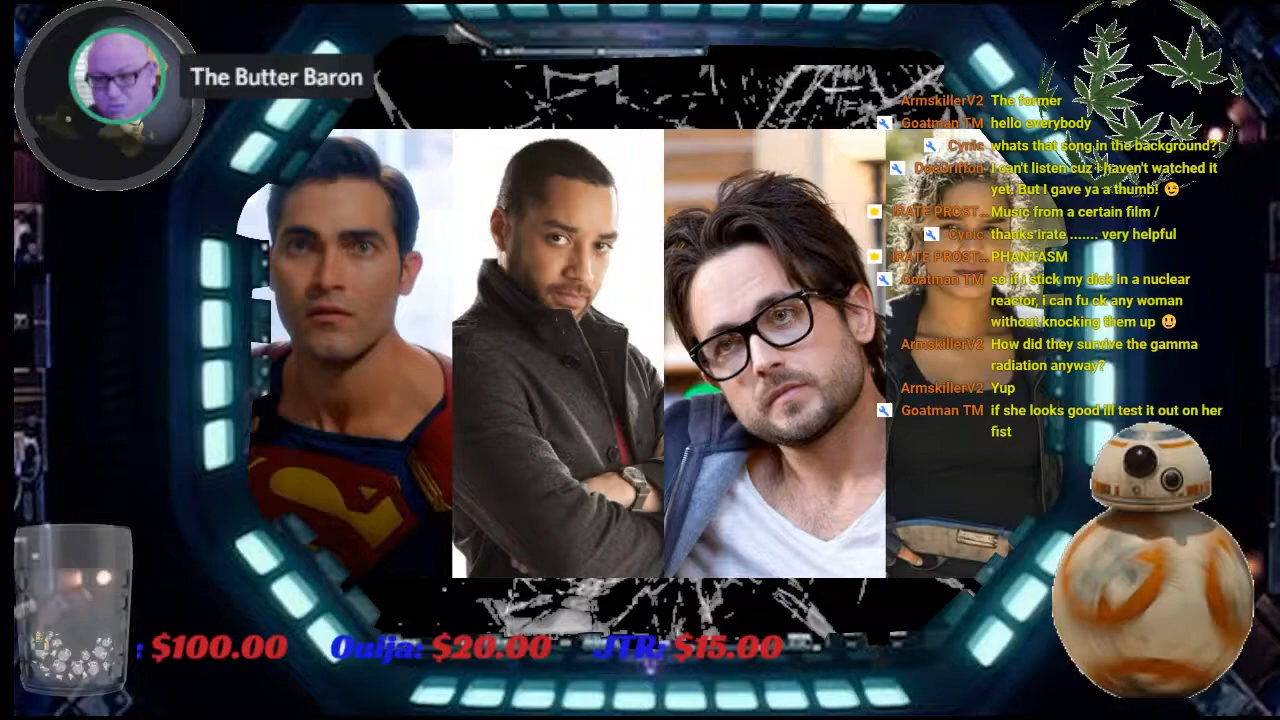 The Butter Baron
ArmskillerV2 The former
Goatman TM hello everybody
Cynic whats that song in the background?
Docbritton I can't listen cuz I haven't watched it
yet. But I gave ya a thumb! 😉
IRATE PROST... Music from a certain film /
Cynic thanks irate ....... very helpful
IRATE PROST... PHANTASM
Goatman TM so if i stick my dick in a nuclear
reactor, i can fu ck any woman
without knocking them up 😃
ArmskillerV2 How did they survive the gamma
radiation anyway?
ArmskillerV2 Yup
Goatman TM if she looks good ill test it out on her
fist
: $100.00 Ouija: $20.00 JTR: $15.00